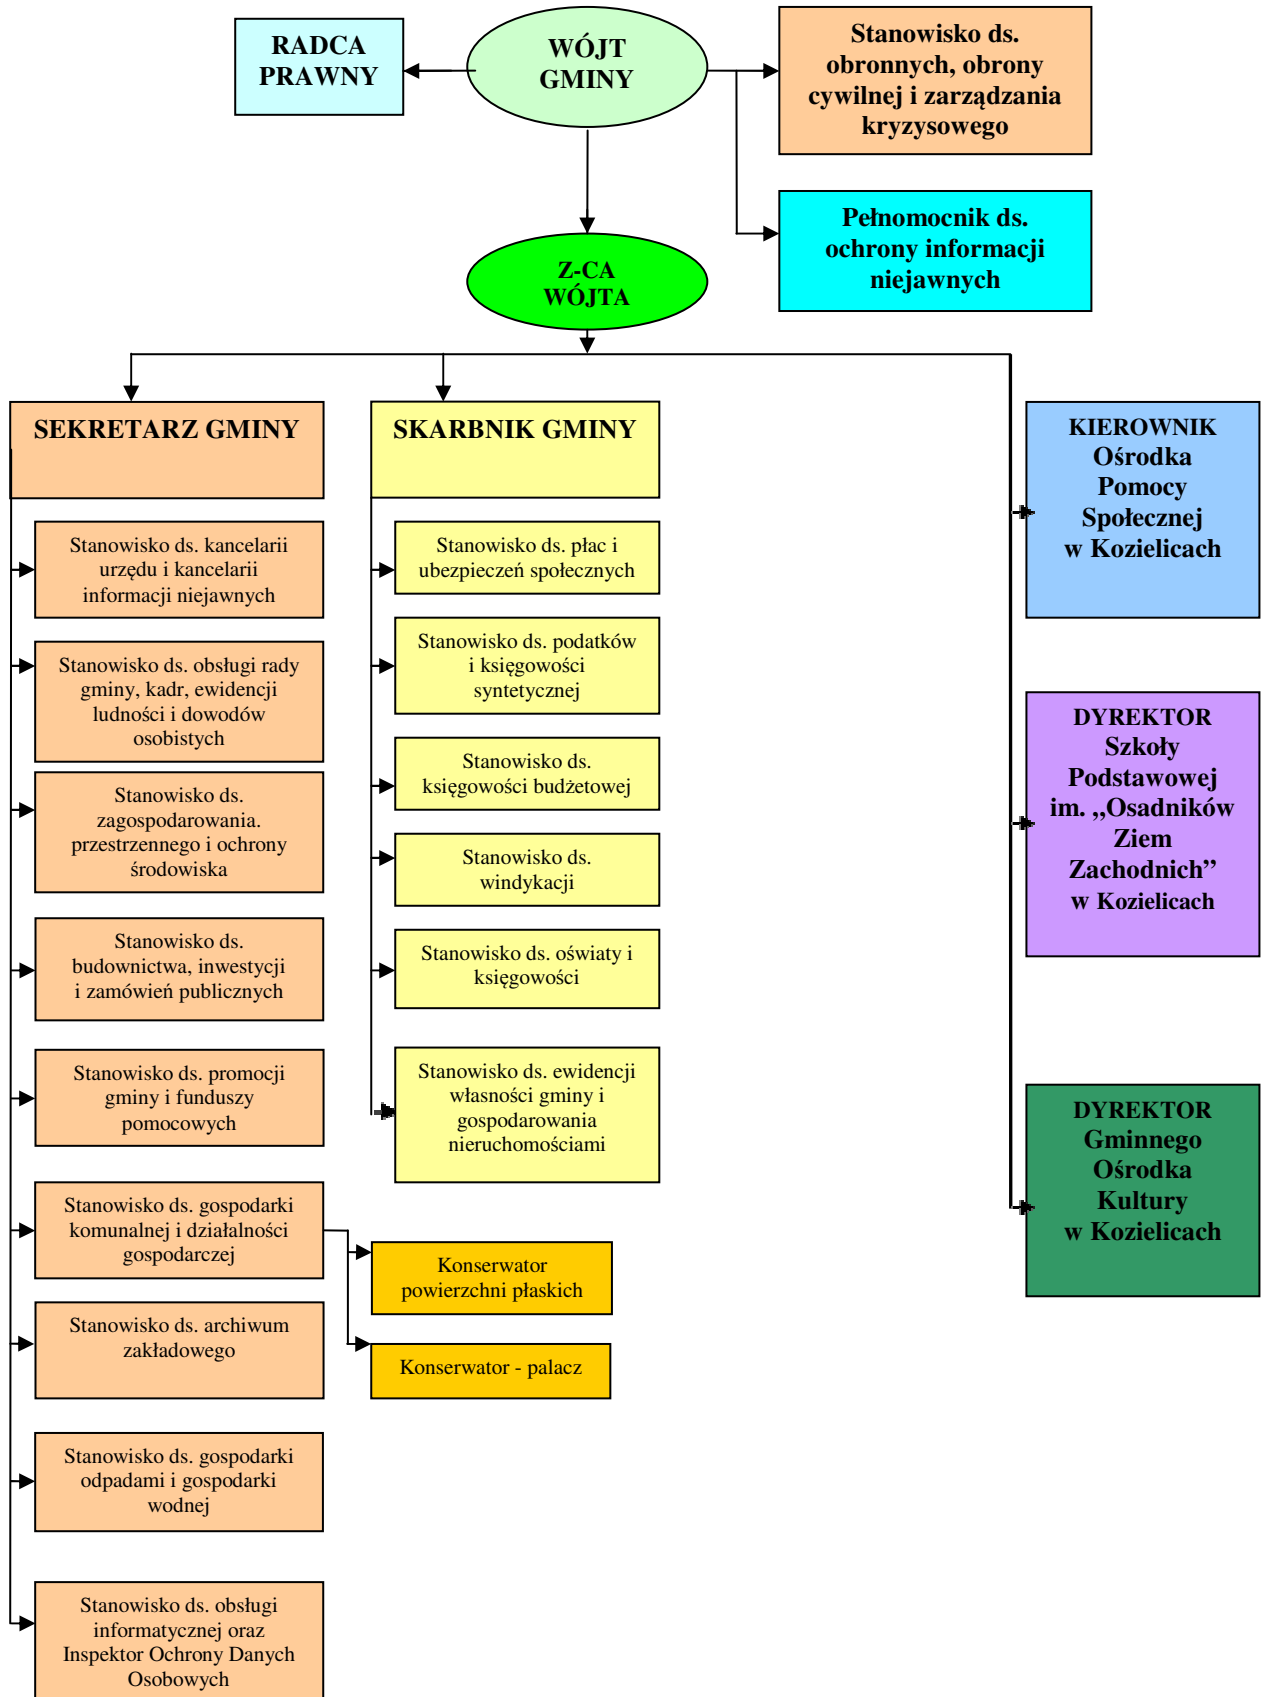 RADCA
PRAWNY
WÓJT
GMINY
Stanowisko ds.
obronnych, obrony
cywilnej i zarządzania
kryzysowego
Pełnomocnik ds.
ochrony informacji
niejawnych
Z-CA
WÓJTA
SEKRETARZ GMINY
Stanowisko ds. kancelarii
urzędu i kancelarii
informacji niejawnych
Stanowisko ds. obsługi rady
gminy, kadr, ewidencji
ludności i dowodów
osobistych
Stanowisko ds.
zagospodarowania.
przestrzennego i ochrony
środowiska
Stanowisko ds.
budownictwa, inwestycji
i zamówień publicznych
Stanowisko ds. promocji
gminy i funduszy
pomocowych
Stanowisko ds. gospodarki
komunalnej i działalności
gospodarczej
Konserwator
powierzchni płaskich
Konserwator - palacz
Stanowisko ds. archiwum
zakładowego
Stanowisko ds. gospodarki
odpadami i gospodarki
wodnej
Stanowisko ds. obsługi
informatycznej oraz
Inspektor Ochrony Danych
Osobowych
SKARBNIK GMINY
Stanowisko ds. płac i
ubezpieczeń społecznych
Stanowisko ds. podatków
i księgowości
syntetycznej
Stanowisko ds.
księgowości budżetowej
Stanowisko ds.
windykacji
Stanowisko ds. oświaty i
księgowości
Stanowisko ds. ewidencji
własności gminy i
gospodarowania
nieruchomościami
KIEROWNIK
Ośrodka
Pomocy
Społecznej
w Kozielicach
DYREKTOR
Szkoły
Podstawowej
im. „Osadników
Ziem
Zachodnich”
w Kozielicach
DYREKTOR
Gminnego
Ośrodka
Kultury
w Kozielicach